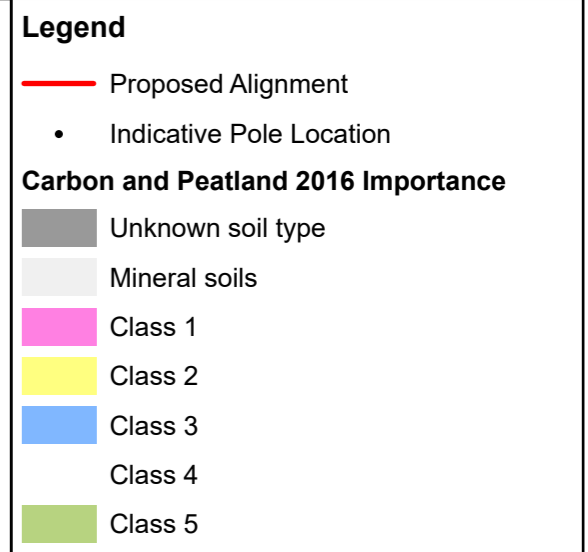 Legend
Proposed Alignment
Indicative Pole Location
Carbon and Peatland 2016 Importance
Unknown soil type
Mineral soils
Class 1
Class 2
Class 3
Class 4
Class 5